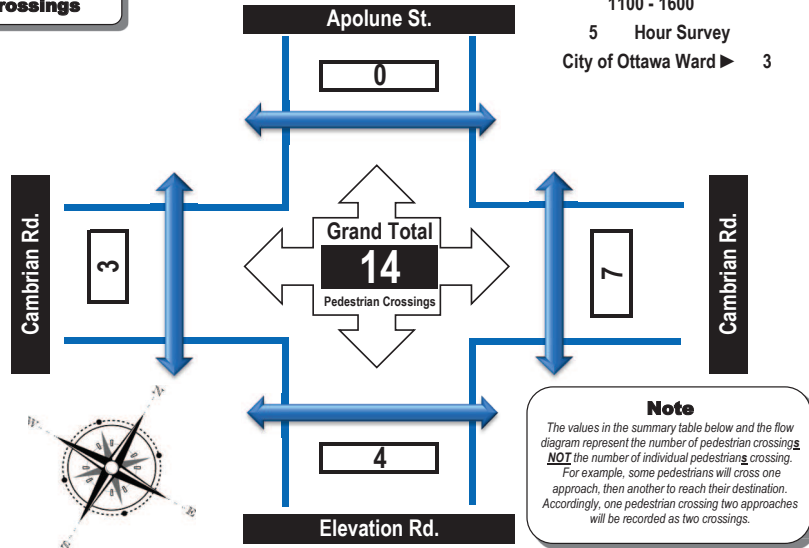 rossings
Apolune St.
1100 - 1600
5 Hour Survey
City of Ottawa Ward ► 3
0
Cambrian Rd.
3
Grand Total
14
Pedestrian Crossings
7
Cambrian Rd.
N
W
E
Note
The values in the summary table below and the flow
diagram represent the number of pedestrian crossings
NOT the number of individual pedestrians crossing.
For example, some pedestrians will cross one
approach, then another to reach their destination.
Accordingly, one pedestrian crossing two approaches
will be recorded as two crossings.
4
Elevation Rd.